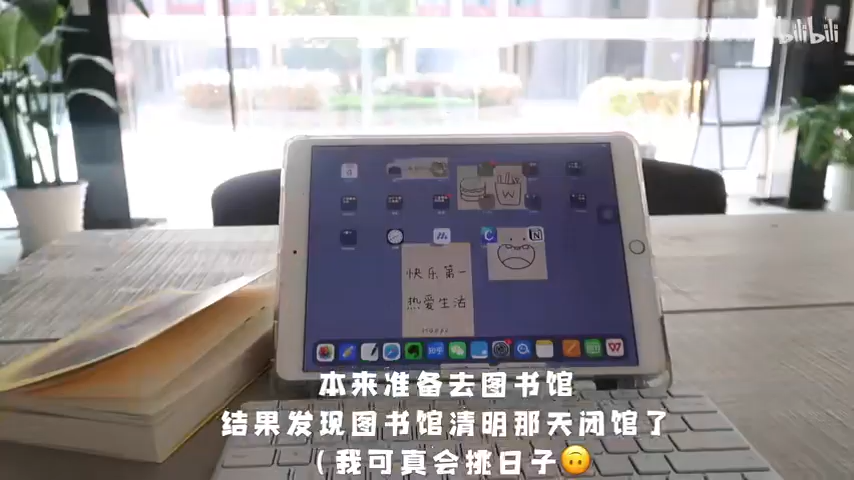 bilibili
W
快乐第一
热爱生活
知乎
本来准备去图书馆
结果发现图书馆清明那天闭馆了
（我可真会挑日子🙃